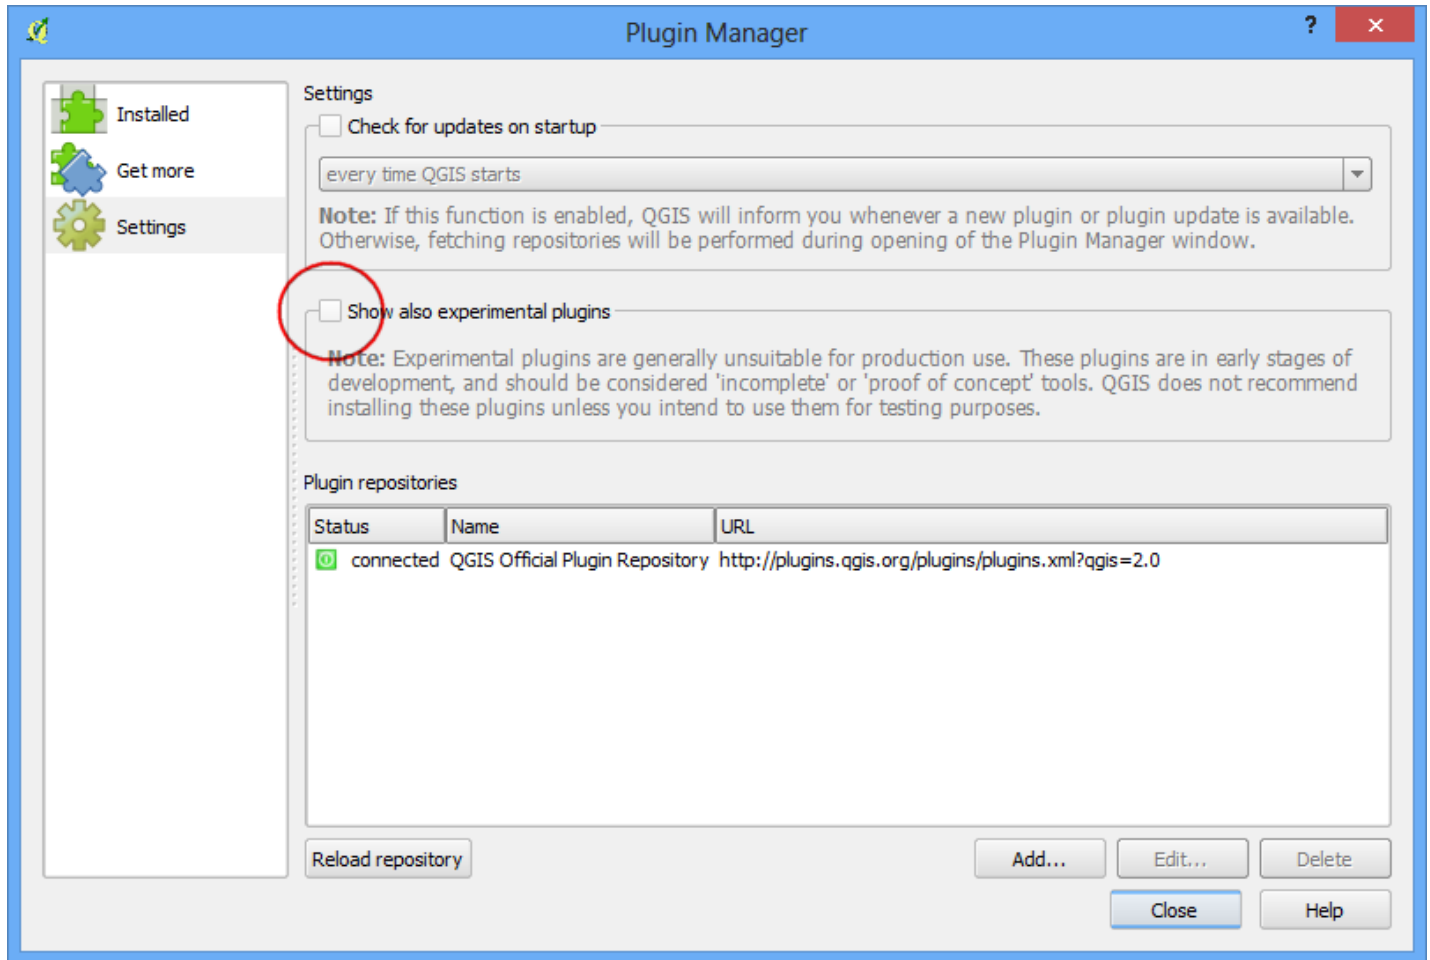 Plugin Manager
?
Installed
Get more
Settings
Settings
Check for updates on startup
every time QGIS starts
Note: If this function is enabled, QGIS will inform you whenever a new plugin or plugin update is available.
Otherwise, fetching repositories will be performed during opening of the Plugin Manager window.
Show also experimental plugins
Note: Experimental plugins are generally unsuitable for production use. These plugins are in early stages of
development, and should be considered 'incomplete' or 'proof of concept' tools. QGIS does not recommend
installing these plugins unless you intend to use them for testing purposes.
Plugin repositories
Status Name URL
connected QGIS Official Plugin Repository http://plugins.qgis.org/plugins/plugins.xml?qgis=2.0
Reload repository Add... Edit... Delete
Close Help